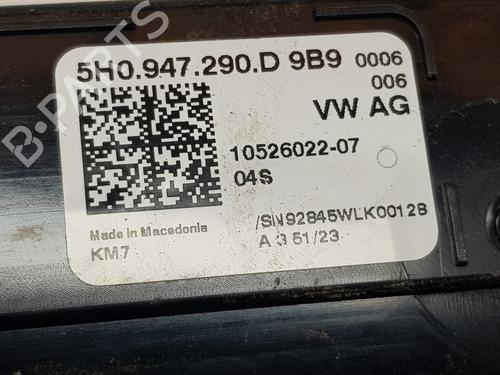 5H0.947.290.D 9B9 0006
006
VW AG
10526022-07
04S
Made in Macedonia
KM7
/SN92845WLK0012B
A 3 51/23
B-PARTS